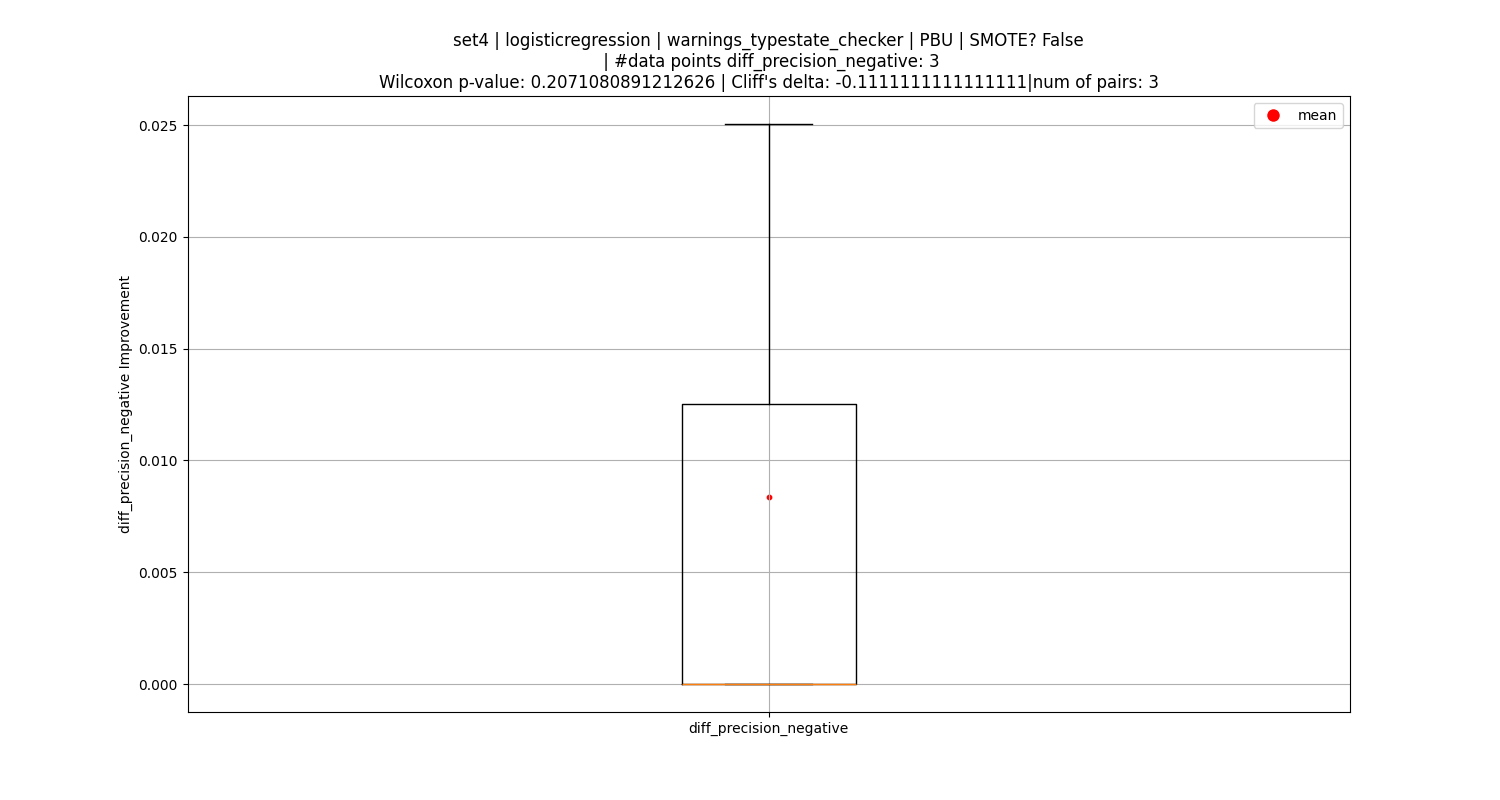 set4 | logisticregression | warnings_typestate_checker | PBU | SMOTE? False
| #data points diff_precision_negative: 3
Wilcoxon p-value: 0.2071080891212626 | Cliff's delta: -0.1111111111111111|num of pairs: 3
mean
0.025
0.020
0.015
0.010
0.005
0.000
diff_precision_negative Improvement
diff_precision_negative